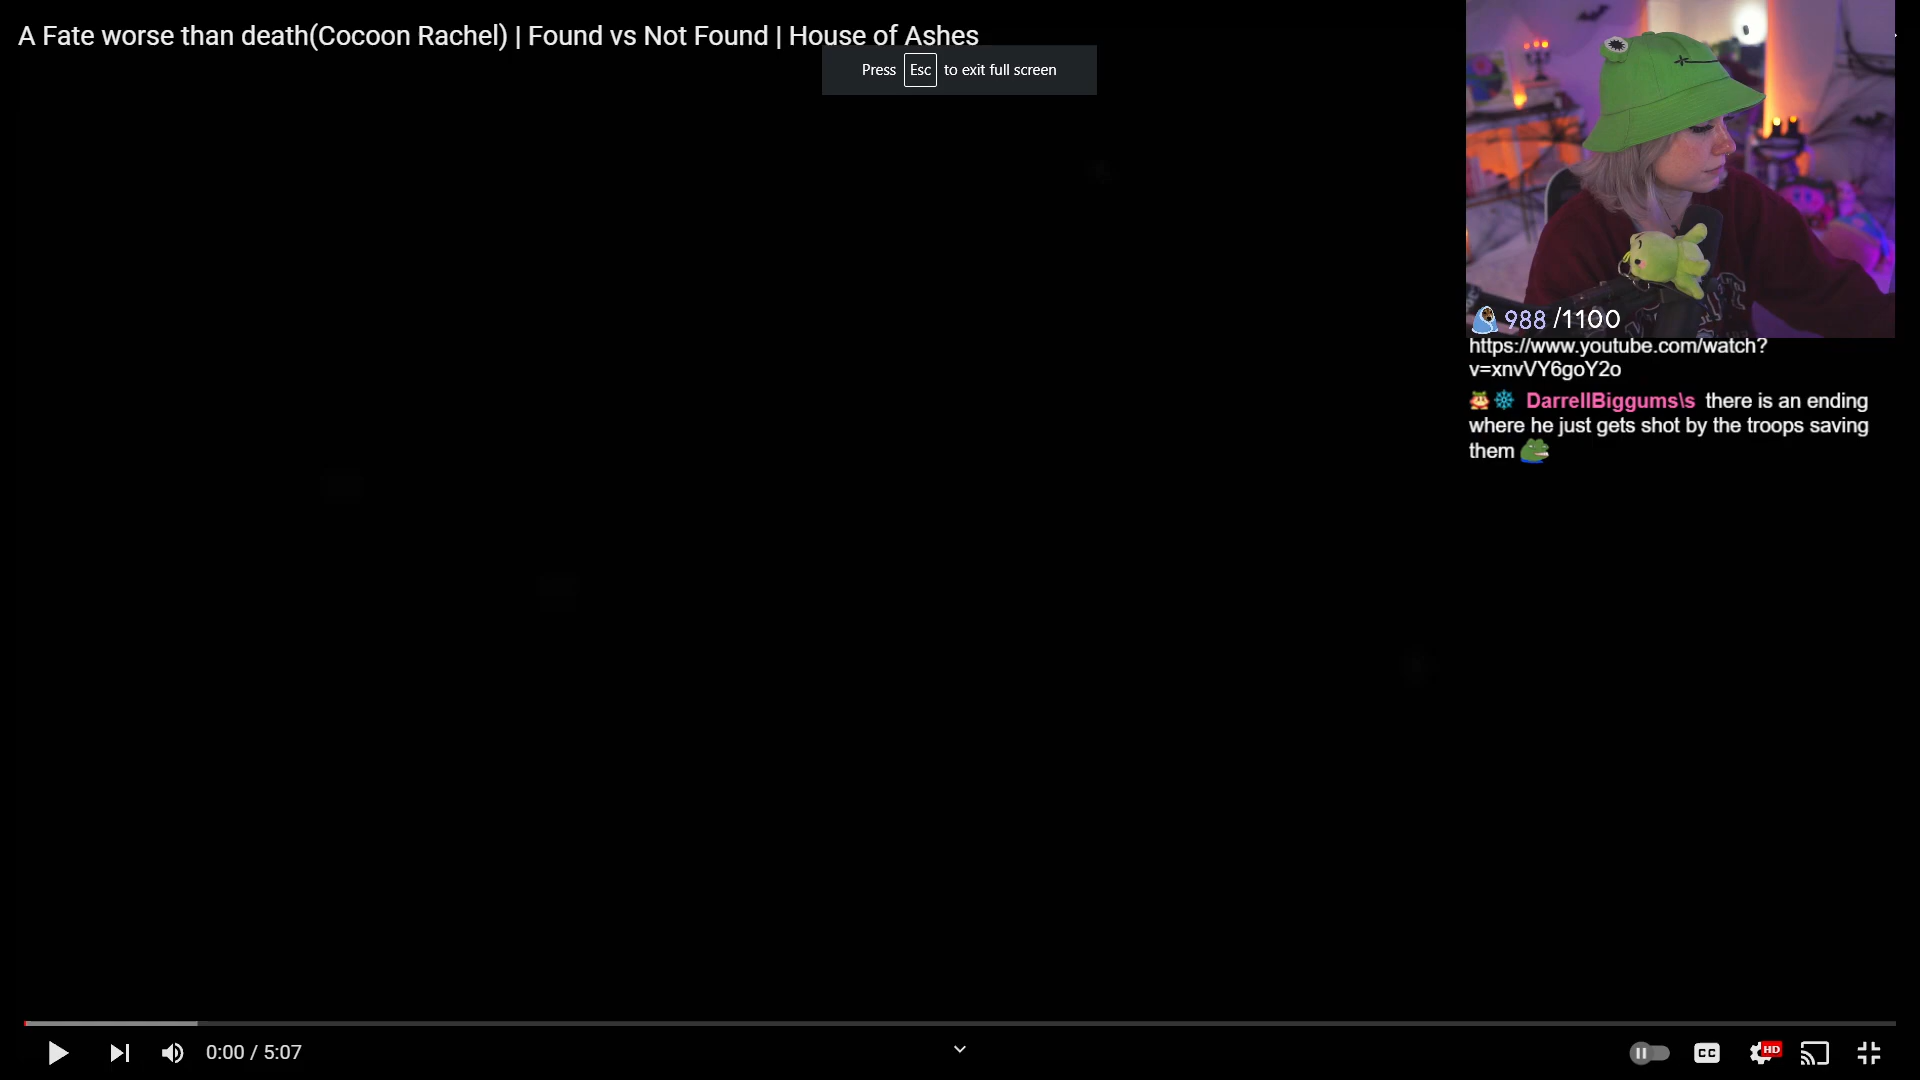 A Fate worse than death(Cocoon Rachel) | Found vs Not Found | House of Ashes
Press Esc to exit full screen
988 /1100
https://www.youtube.com/watch?
v=xnvVY6goY2o
DarrellBiggums\s there is an ending
where he just gets shot by the troops saving
them
0:00 / 5:07
CC
HD